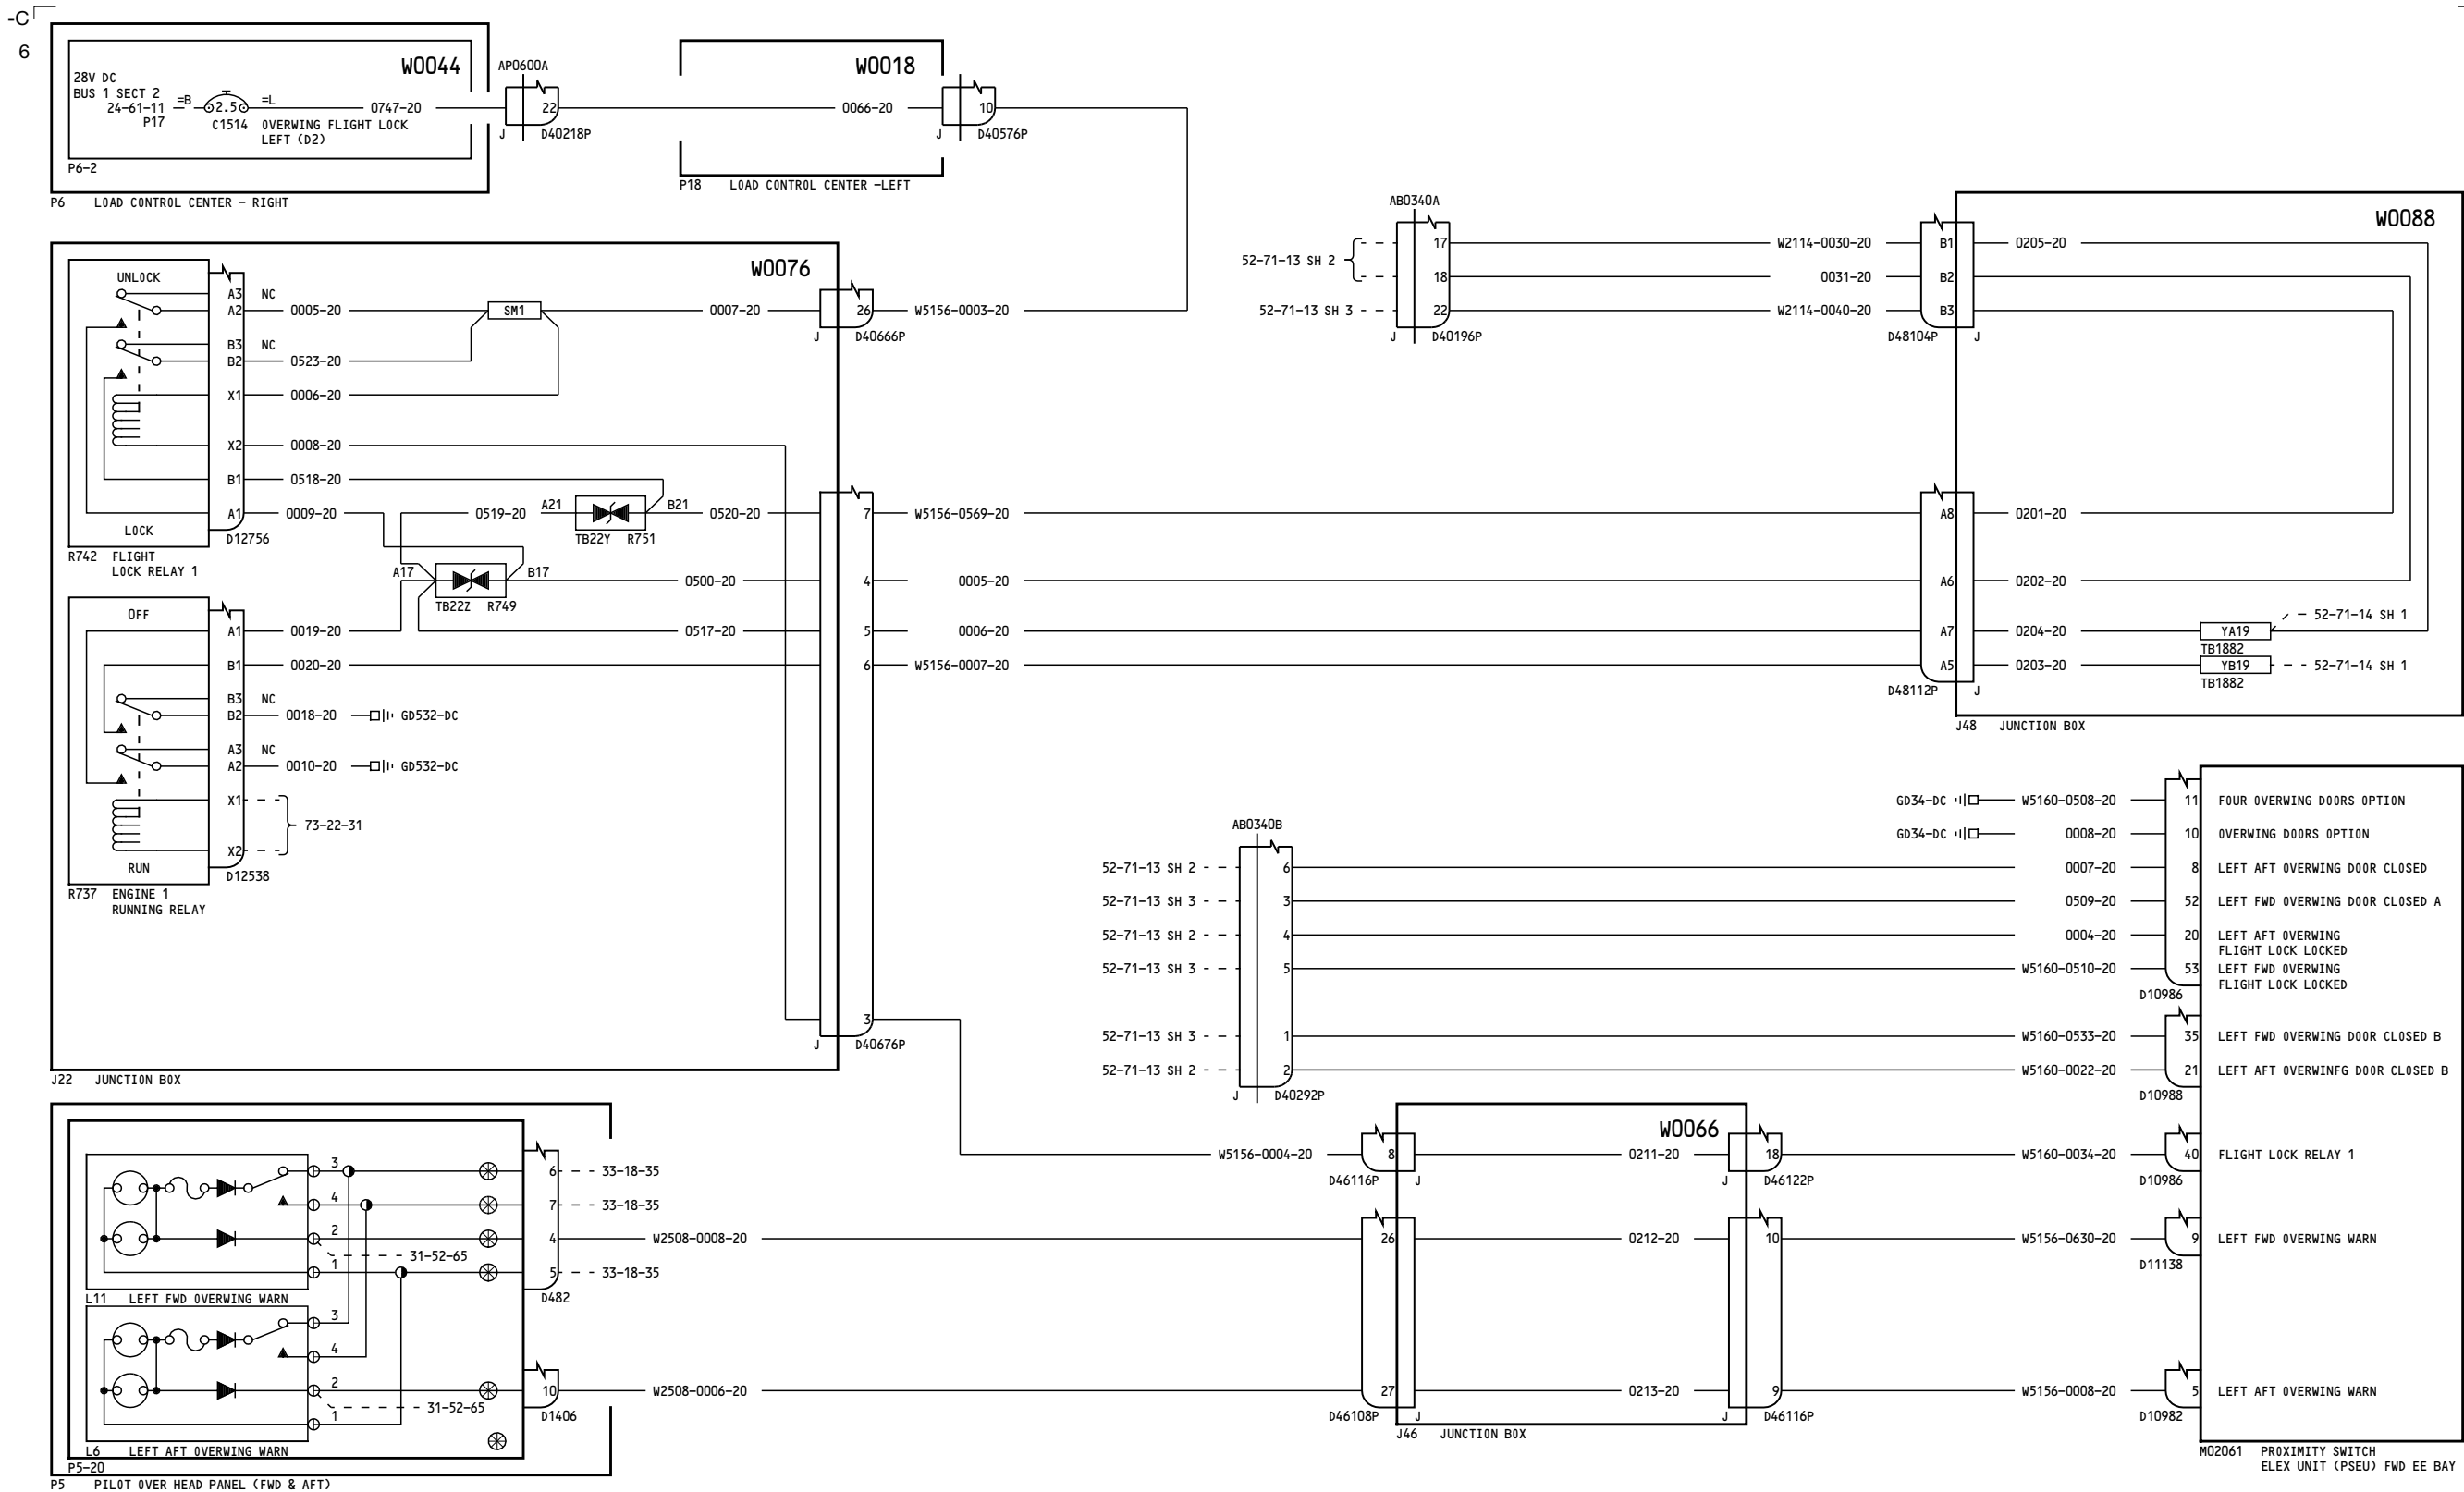 -C
6
W0044
28V DC
BUS 1 SECT 2
24-61-11
P17
=B
2.5
=L
C1514
OVERWING FLIGHT LOCK
LEFT (D2)
0747-20
P6-2
P6 LOAD CONTROL CENTER - RIGHT
AP0600A
22
J
D40218P
W0018
0066-20
P18 LOAD CONTROL CENTER -LEFT
10
J
D40576P
W0076
UNLOCK
A3 NC
A2 0005-20
SM1
0007-20
26
W5156-0003-20
J
D40666P
B3 NC
B2 0523-20
X1 0006-20
X2 0008-20
B1 0518-20
A1 0009-20
LOCK
D12756
R742 FLIGHT
LOCK RELAY 1
0519-20
A21
B21
0520-20
TB22Y R751
A17
B17
TB22Z R749
0500-20
0517-20
7 W5156-0569-20
4 0005-20
5 0006-20
6 W5156-0007-20
OFF
A1 0019-20
B1 0020-20
B3 NC
B2 0018-20 GD532-DC
A3 NC
A2 0010-20 GD532-DC
X1
73-22-31
X2
RUN
D12538
R737 ENGINE 1
RUNNING RELAY
3
J
D40676P
J22 JUNCTION BOX
AB0340A
52-71-13 SH 2
52-71-13 SH 3
17 W2114-0030-20 B1 0205-20
18 0031-20 B2
22 W2114-0040-20 B3
J
D40196P
D48104P
J
W0088
A8 0201-20
A6 0202-20
A7 0204-20
A5 0203-20
D48112P
J
YA19
TB1882
52-71-14 SH 1
YB19
TB1882
52-71-14 SH 1
J48 JUNCTION BOX
AB0340B
GD34-DC W5160-0508-20 11 FOUR OVERWING DOORS OPTION
GD34-DC 0008-20 10 OVERWING DOORS OPTION
52-71-13 SH 2 6 0007-20 8 LEFT AFT OVERWING DOOR CLOSED
52-71-13 SH 3 3 0509-20 52 LEFT FWD OVERWING DOOR CLOSED A
52-71-13 SH 2 4 0004-20 20 LEFT AFT OVERWING
FLIGHT LOCK LOCKED
52-71-13 SH 3 5 W5160-0510-20 53 LEFT FWD OVERWING
FLIGHT LOCK LOCKED
D10986
52-71-13 SH 3 1 W5160-0533-20 35 LEFT FWD OVERWING DOOR CLOSED B
52-71-13 SH 2 2 W5160-0022-20 21 LEFT AFT OVERWINFG DOOR CLOSED B
J
D40292P
D10988
W0066
W5156-0004-20 8 0211-20 18 W5160-0034-20 40 FLIGHT LOCK RELAY 1
D46116P
J
J
D46122P
D10986
3
6 33-18-35
4
7 33-18-35
2
4 W2508-0008-20 26 0212-20 10 W5156-0630-20 9 LEFT FWD OVERWING WARN
31-52-65
D11138
1
5 33-18-35
D482
L11 LEFT FWD OVERWING WARN
3
4
2
10 W2508-0006-20 27 0213-20 9 W5156-0008-20 5 LEFT AFT OVERWING WARN
31-52-65
1
D1406
D46108P
J
J
D46116P
D10982
J46 JUNCTION BOX
L6 LEFT AFT OVERWING WARN
P5-20
P5 PILOT OVER HEAD PANEL (FWD & AFT)
M02061 PROXIMITY SWITCH
ELEX UNIT (PSEU) FWD EE BAY